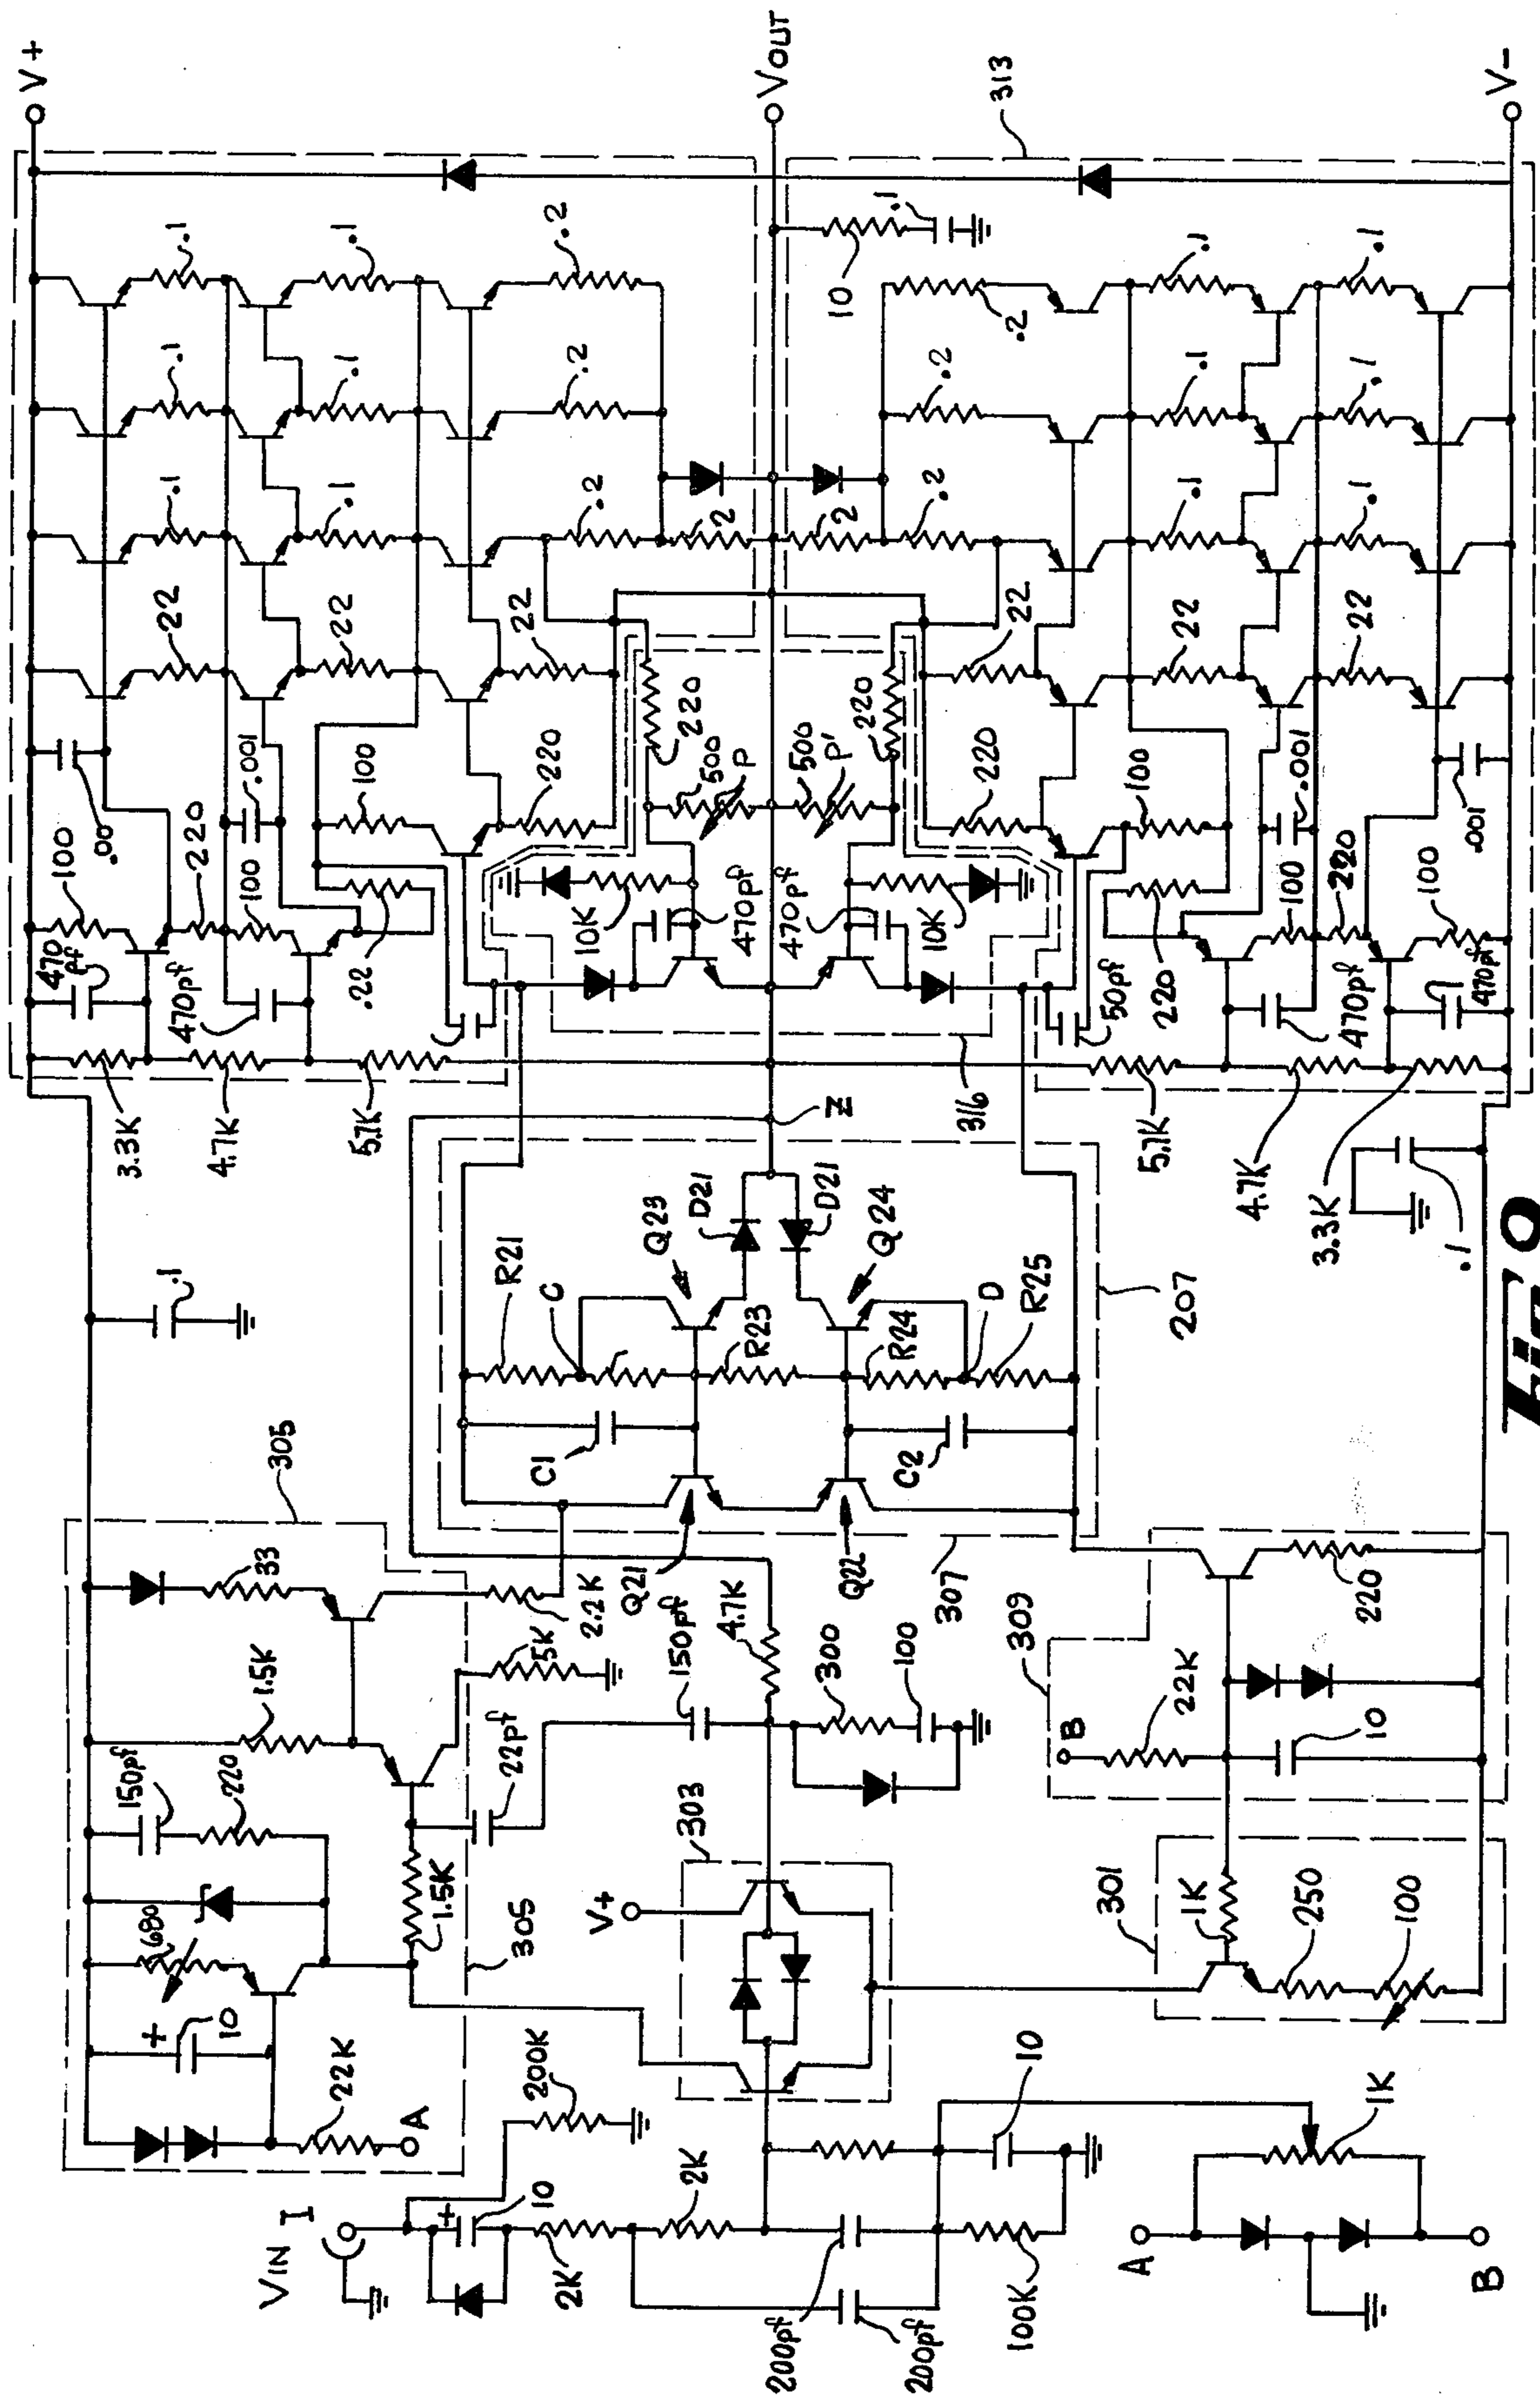 V+
VOUT
313
V-
.1
.1
.2
.1
.1
.2
.1
.1
.2
22
22
22
2
2
.2
.2
.2
10
.1
.1
.1
.1
.1
.1
.1
22
22
22
100
.00
.001
100
220
100
470 pf
470pf
.22
220
220
500
P
500
P'
220
10K
470pf
470pf
10K
220
100
.001
100
220
220
100
.001
50pf
470pf
470pf
3.3K
4.7K
5.1K
316
Z
5.1K
4.7K
3.3K
.1
.1
R21
C
Q23
D21
D21
Q24
R23
R24
D
R25
207
C1
C2
Q21
Q22
307
305
33
2.2K
1.5K
5K
150pf
220
22pf
150pf
4.7K
300
100
309
B
22K
10
220
680
1.5K
305
V+
303
301
1K
250
100
10
+
22K
A
200K
VIN
I
+
10
2K
2K
10
200pf
200pf
100K
A
B
1K
Fig 9